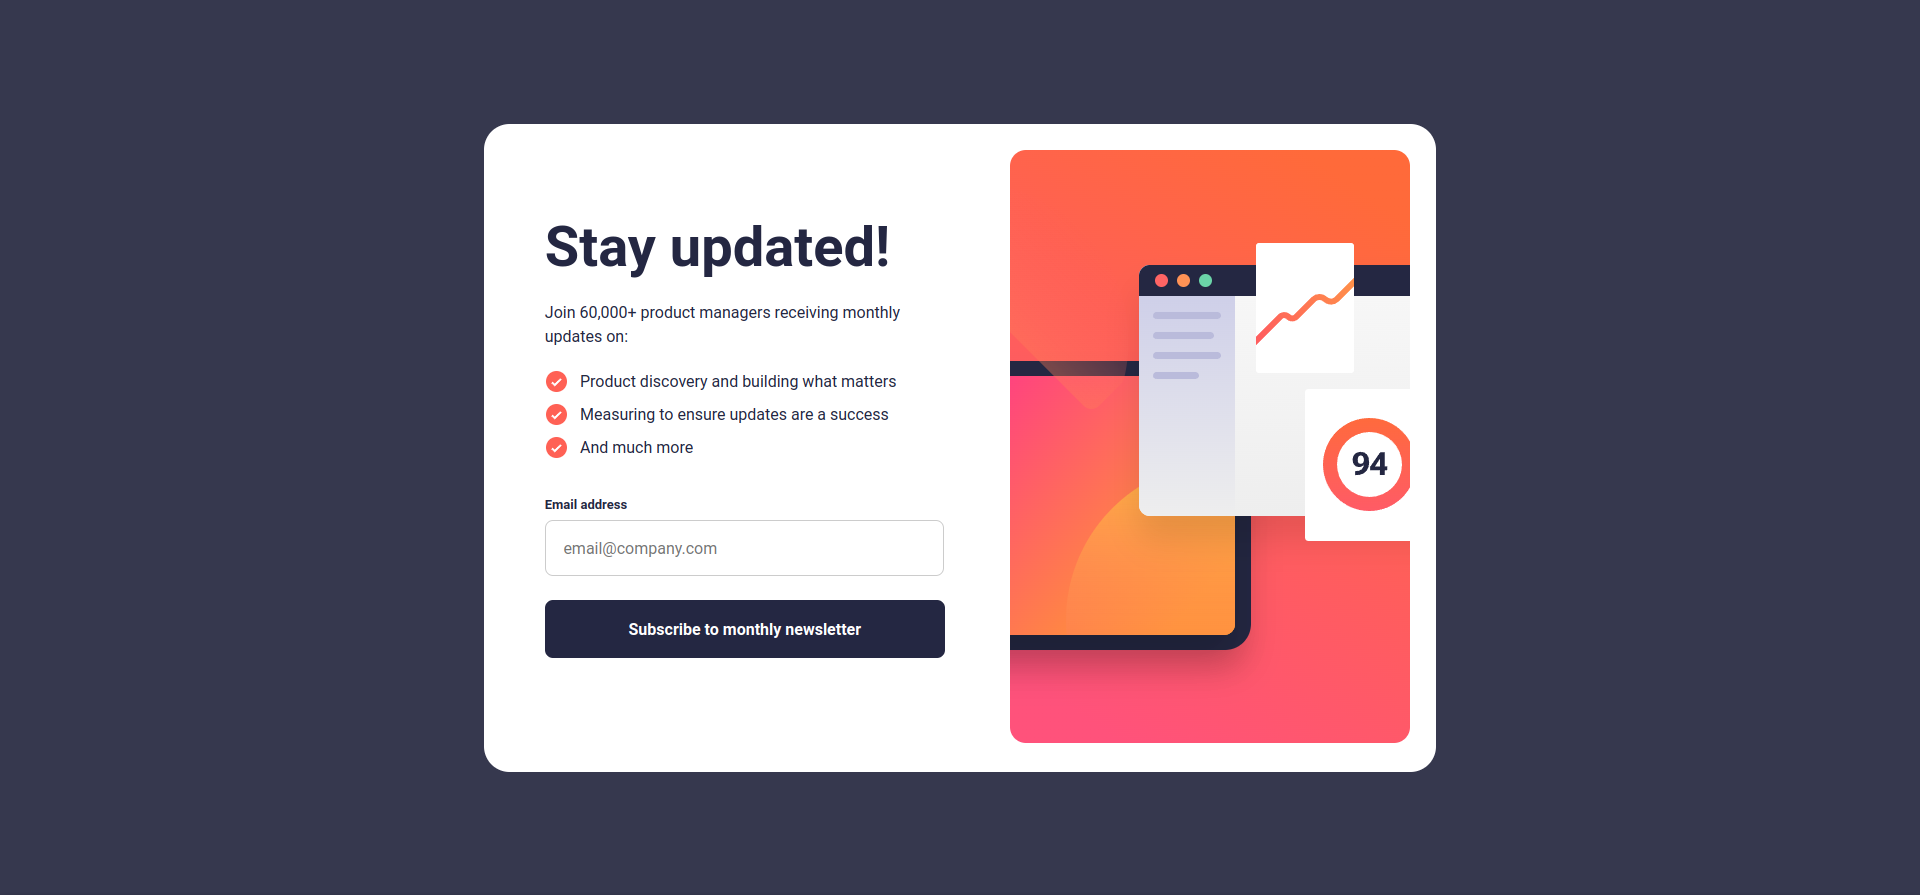 Stay updated!
Join 60,000+ product managers receiving monthly
updates on:
Product discovery and building what matters
Measuring to ensure updates are a success
And much more
Email address
email@company.com
Subscribe to monthly newsletter
94